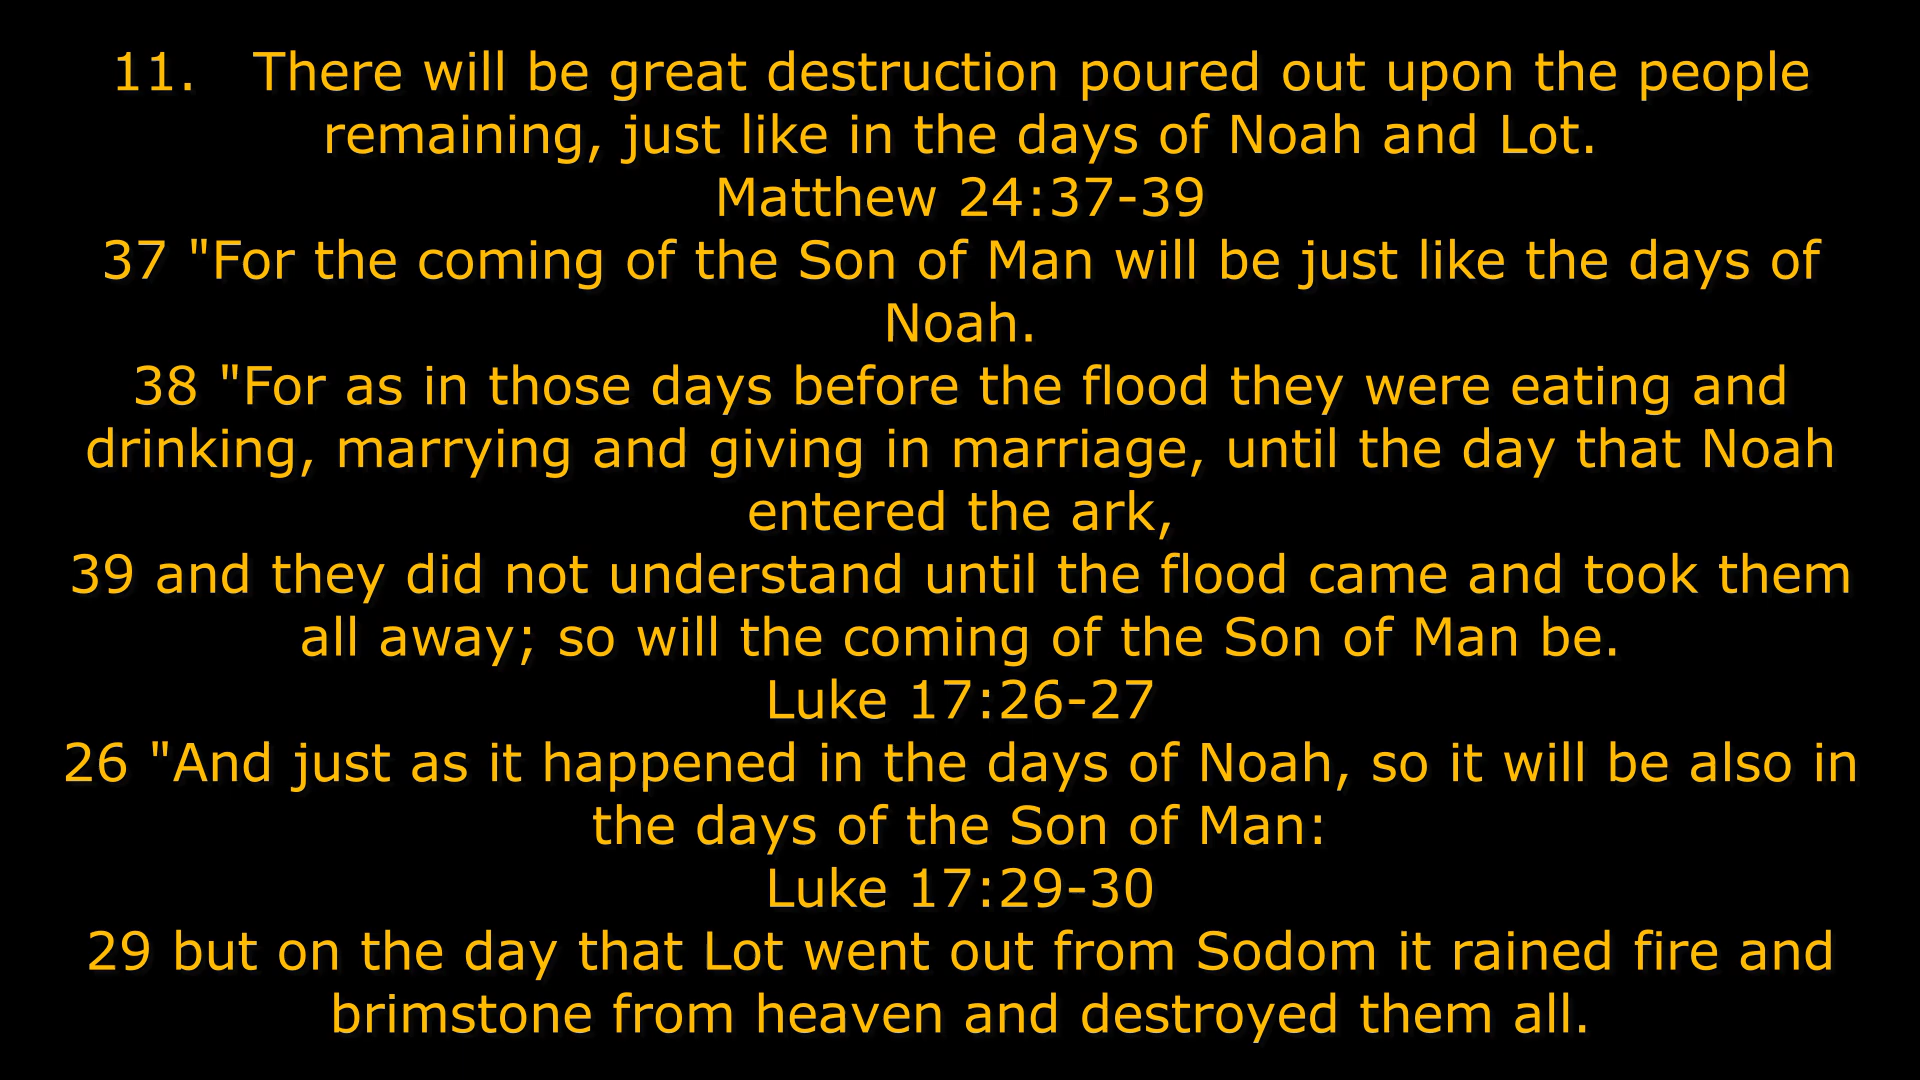 11.   There will be great destruction poured out upon the people
remaining, just like in the days of Noah and Lot.
Matthew 24:37-39
37 "For the coming of the Son of Man will be just like the days of
Noah.
38 "For as in those days before the flood they were eating and
drinking, marrying and giving in marriage, until the day that Noah
entered the ark,
39 and they did not understand until the flood came and took them
all away; so will the coming of the Son of Man be.
Luke 17:26-27
26 "And just as it happened in the days of Noah, so it will be also in
the days of the Son of Man:
Luke 17:29-30
29 but on the day that Lot went out from Sodom it rained fire and
brimstone from heaven and destroyed them all.